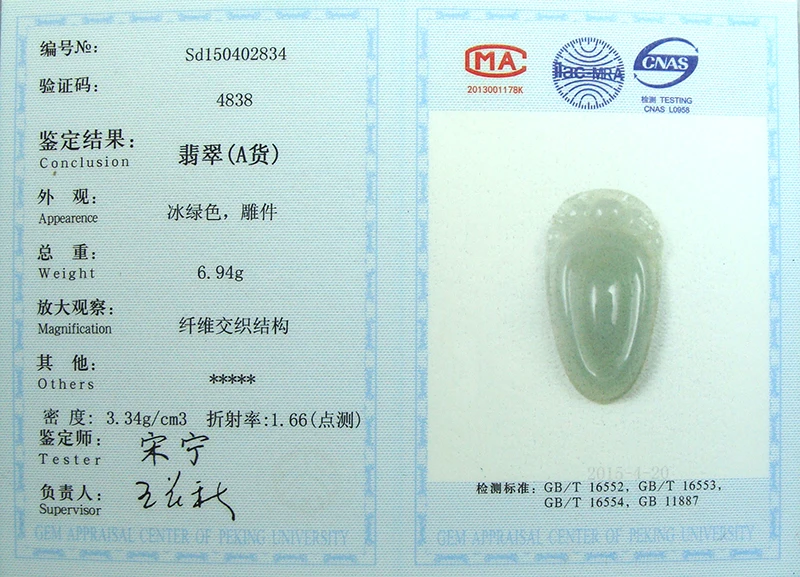 编号№: Sd150402834
验证码: 4838
鉴定结果: 翡翠(A货)
Conclusion
外 观: 冰绿色，雕件
Appearence
总 重: 6.94g
Weight
放大观察: 纤维交织结构
Magnification
其 他: *****
Others
密 度: 3.34g/cm3 折射率:1.66(点测)
鉴定师: 宋宁
Tester
负责人:
Supervisor
GEM APPRAISAL CENTER OF PEKING UNIVERSITY
MA
2013001178K
ilac-MRA
CNAS
检测 TESTING
CNAS L0958
2015-4-20
检测标准: GB/T 16552, GB/T 16553,
GB/T 16554, GB 11887
GEM APPRAISAL CENTER OF PEKING UNIVERSITY